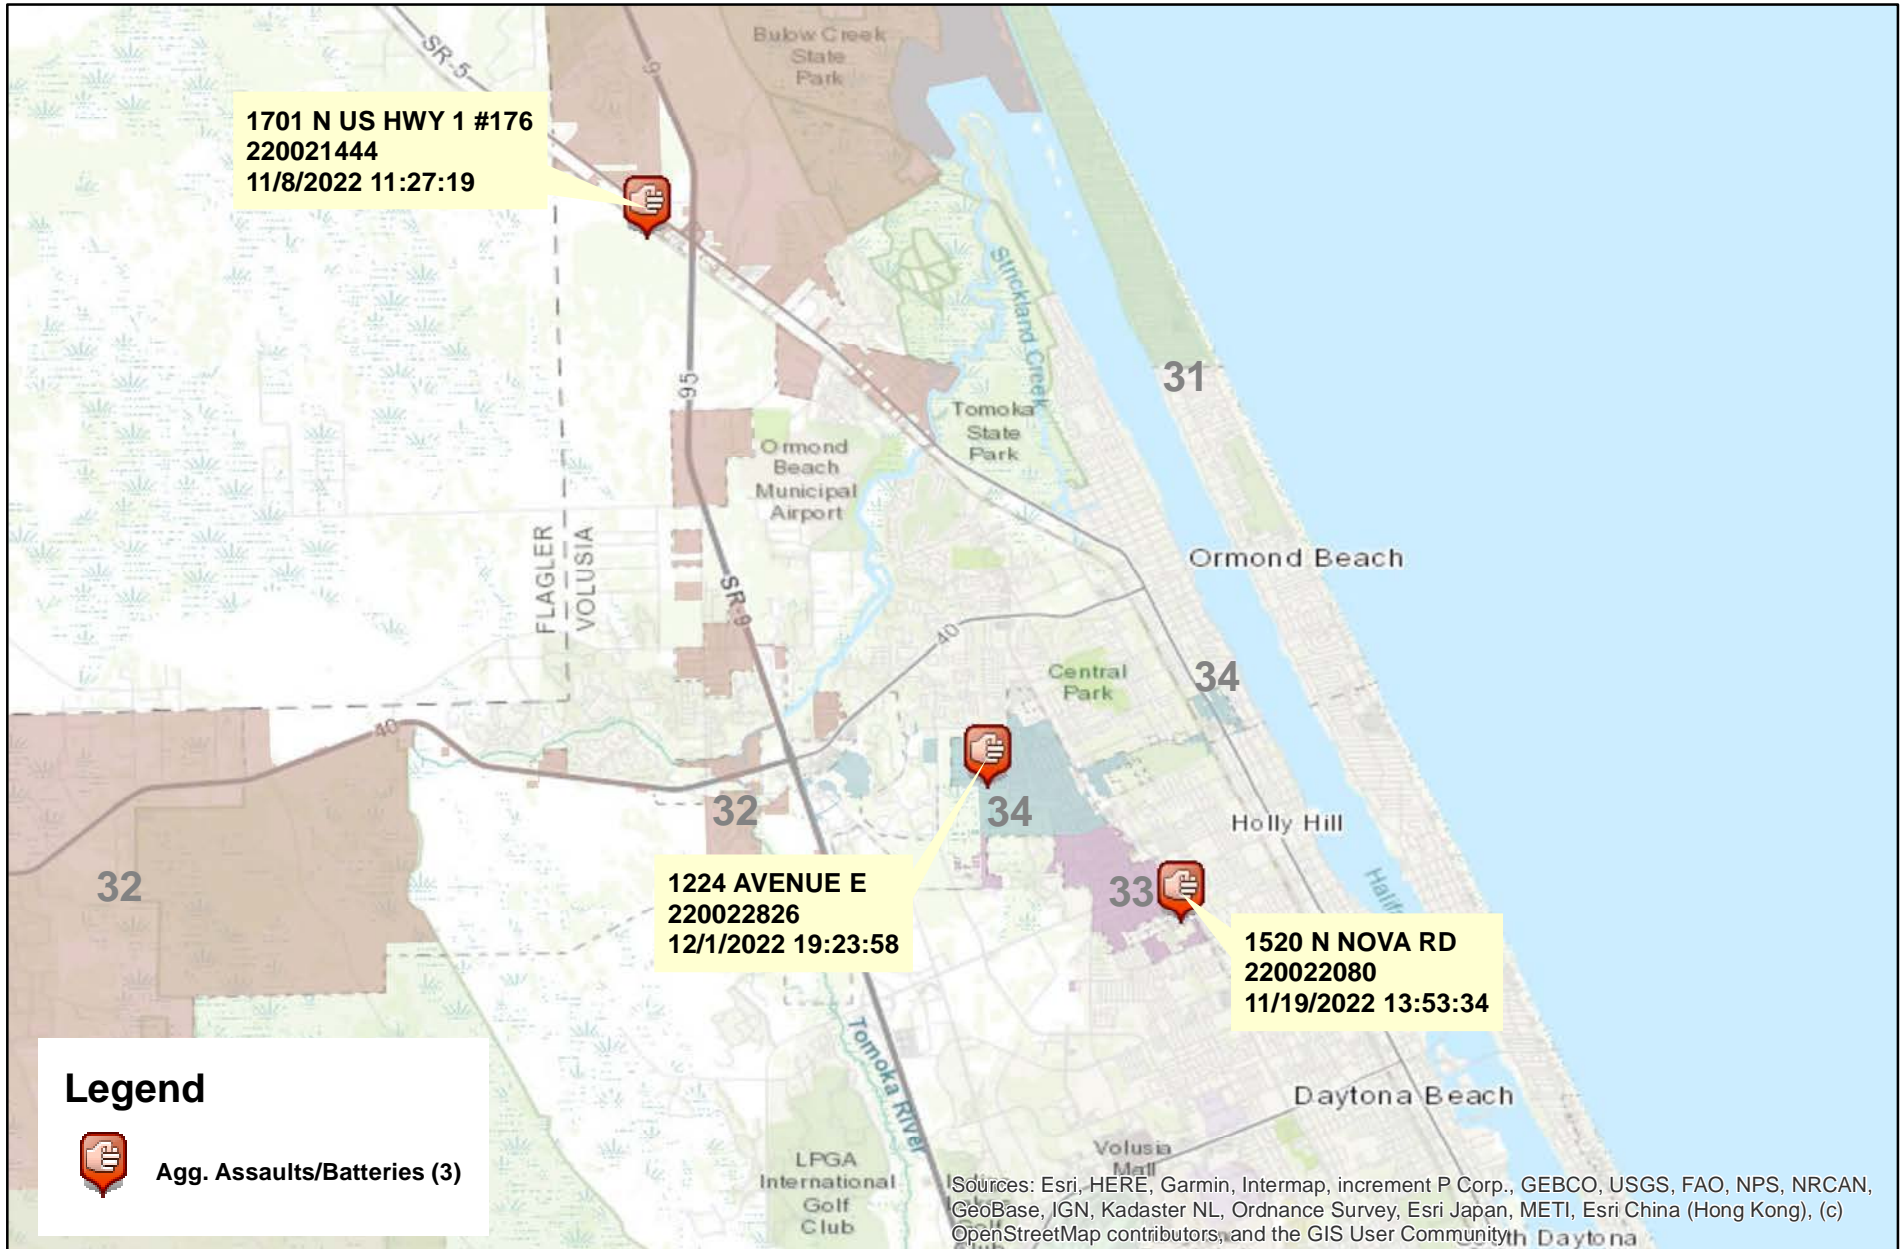 Bulow Creek
State
Park
SR-5
9
1701 N US HWY 1 #176
220021444
11/8/2022 11:27:19
Strickland Creek
31
95
Tomoka
State
Park
Ormond
Beach
Municipal
Airport
FLAGLER
VOLUSIA
SR-9
Ormond Beach
40
Central
Park
34
40
32
34
Holly Hill
32
33
1224 AVENUE E
220022826
12/1/2022 19:23:58
1520 N NOVA RD
220022080
11/19/2022 13:53:34
Tomoka River
Daytona Beach
Legend
Agg. Assaults/Batteries (3)
Volusia
Mall
LPGA
International
Golf
Club
Sources: Esri, HERE, Garmin, Intermap, increment P Corp., GEBCO, USGS, FAO, NPS, NRCAN,
GeoBase, IGN, Kadaster NL, Ordnance Survey, Esri Japan, METI, Esri China (Hong Kong), (c)
OpenStreetMap contributors, and the GIS User Community
Daytona